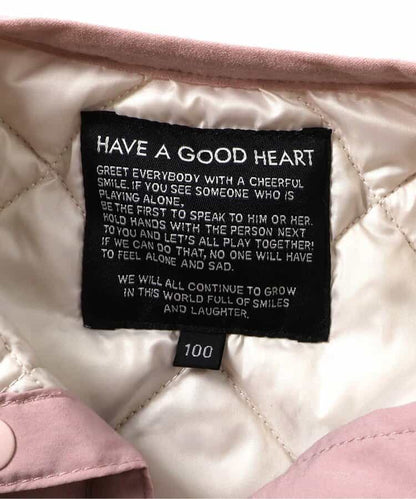 HAVE A GOOD HEART
GREET EVERYBODY WITH A CHEERFUL
SMILE. IF YOU SEE SOMEONE WHO IS
PLAYING ALONE,
BE THE FIRST TO SPEAK TO HIM OR HER.
HOLD HANDS WITH THE PERSON NEXT
TO YOU AND LET'S ALL PLAY TOGETHER!
IF WE CAN DO THAT, NO ONE WILL HAVE
TO FEEL ALONE AND SAD.
WE WILL ALL CONTINUE TO GROW
IN THIS WORLD FULL OF SMILES
AND LAUGHTER.
100